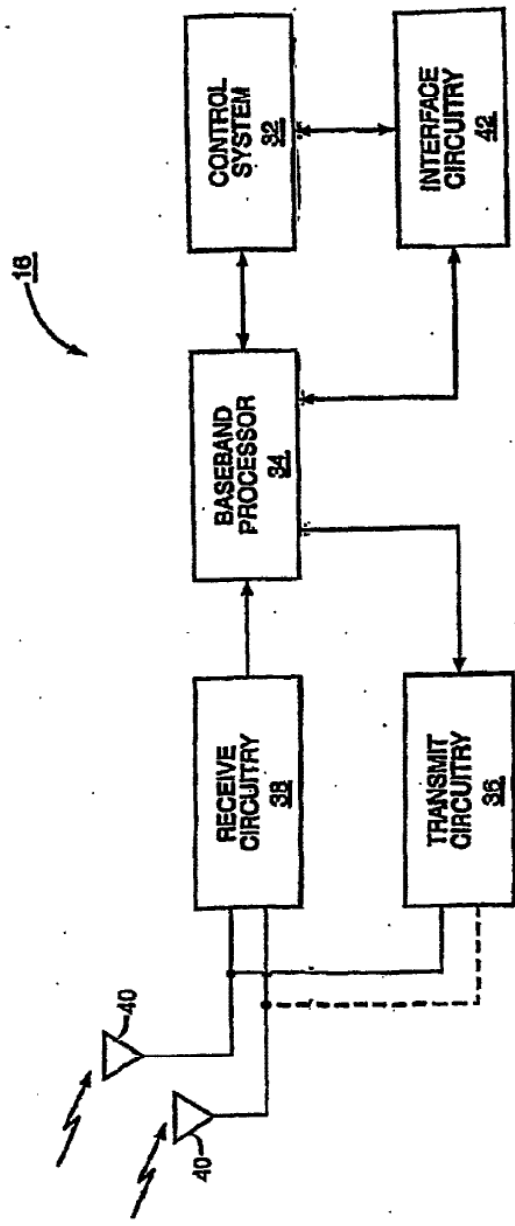 16
CONTROL
SYSTEM
32
INTERFACE
CIRCUITRY
42
BASEBAND
PROCESSOR
34
RECEIVE
CIRCUITRY
38
TRANSMIT
CIRCUITRY
36
40
40